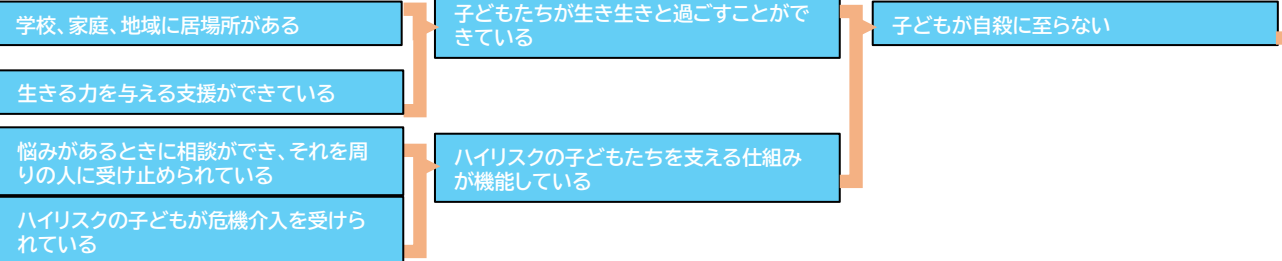 学校、家庭、地域に居場所がある
生きる力を与える支援ができている
悩みがあるときに相談ができ、それを周
りの人に受け止められている
ハイリスクの子どもが危機介入を受けら
れている
子どもたちが生き生きと過ごすことがで
きている
ハイリスクの子どもたちを支える仕組み
が機能している
子どもが自殺に至らない